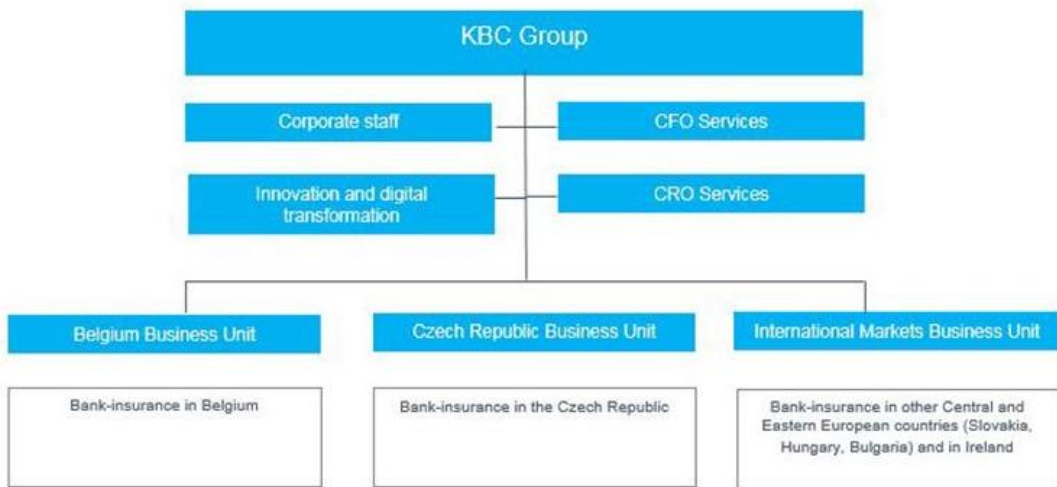 KBC Group
Corporate staff
CFO Services
Innovation and digital
transformation
CRO Services
Belgium Business Unit
Czech Republic Business Unit
International Markets Business Unit
Bank-insurance in Belgium
Bank-insurance in the Czech Republic
Bank-insurance in other Central and
Eastern European countries (Slovakia,
Hungary, Bulgaria) and in Ireland